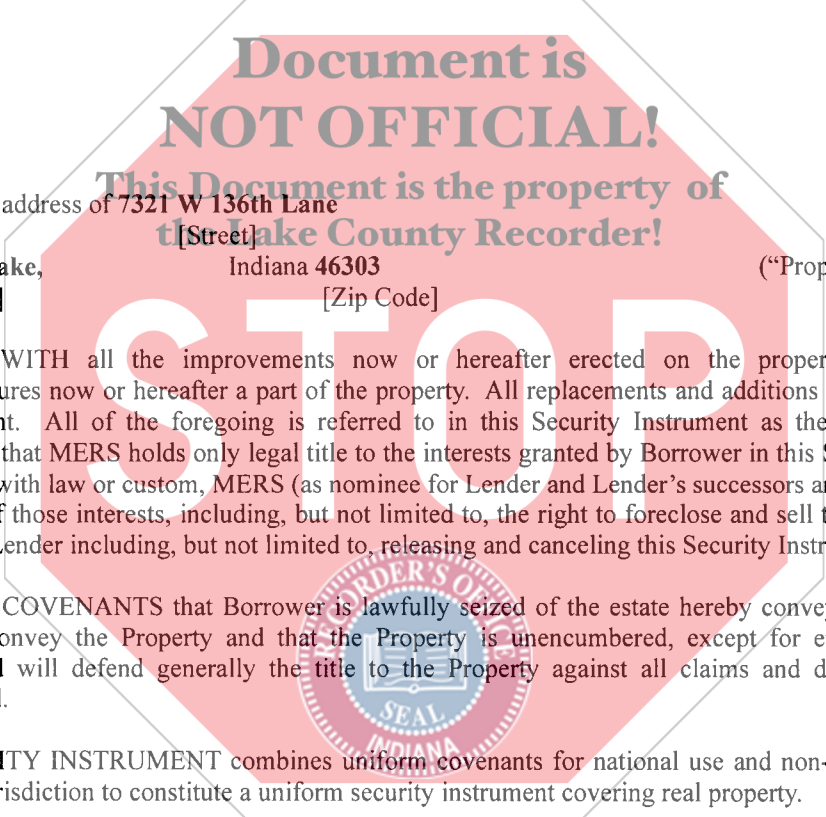 Document is
NOT OFFICIAL!
This Document is the property of
the Lake County Recorder!
address of 7321 W 136th Lane
[Street]
ake, Indiana 46303 (“Prop
] [Zip Code]
STOP
WITH all the improvements now or hereafter erected on the proper
ures now or hereafter a part of the property. All replacements and additions
nt. All of the foregoing is referred to in this Security Instrument as the
that MERS holds only legal title to the interests granted by Borrower in this S
with law or custom, MERS (as nominee for Lender and Lender’s successors an
f those interests, including, but not limited to, the right to foreclose and sell t
Lender including, but not limited to, releasing and canceling this Security Instr
COVENANTS that Borrower is lawfully seized of the estate hereby convey
onvey the Property and that the Property is unencumbered, except for e
d will defend generally the title to the Property against all claims and d
.
ITY INSTRUMENT combines uniform covenants for national use and non-
risdiction to constitute a uniform security instrument covering real property.
RECORDER'S OFFICE
SEAL
INDIANA